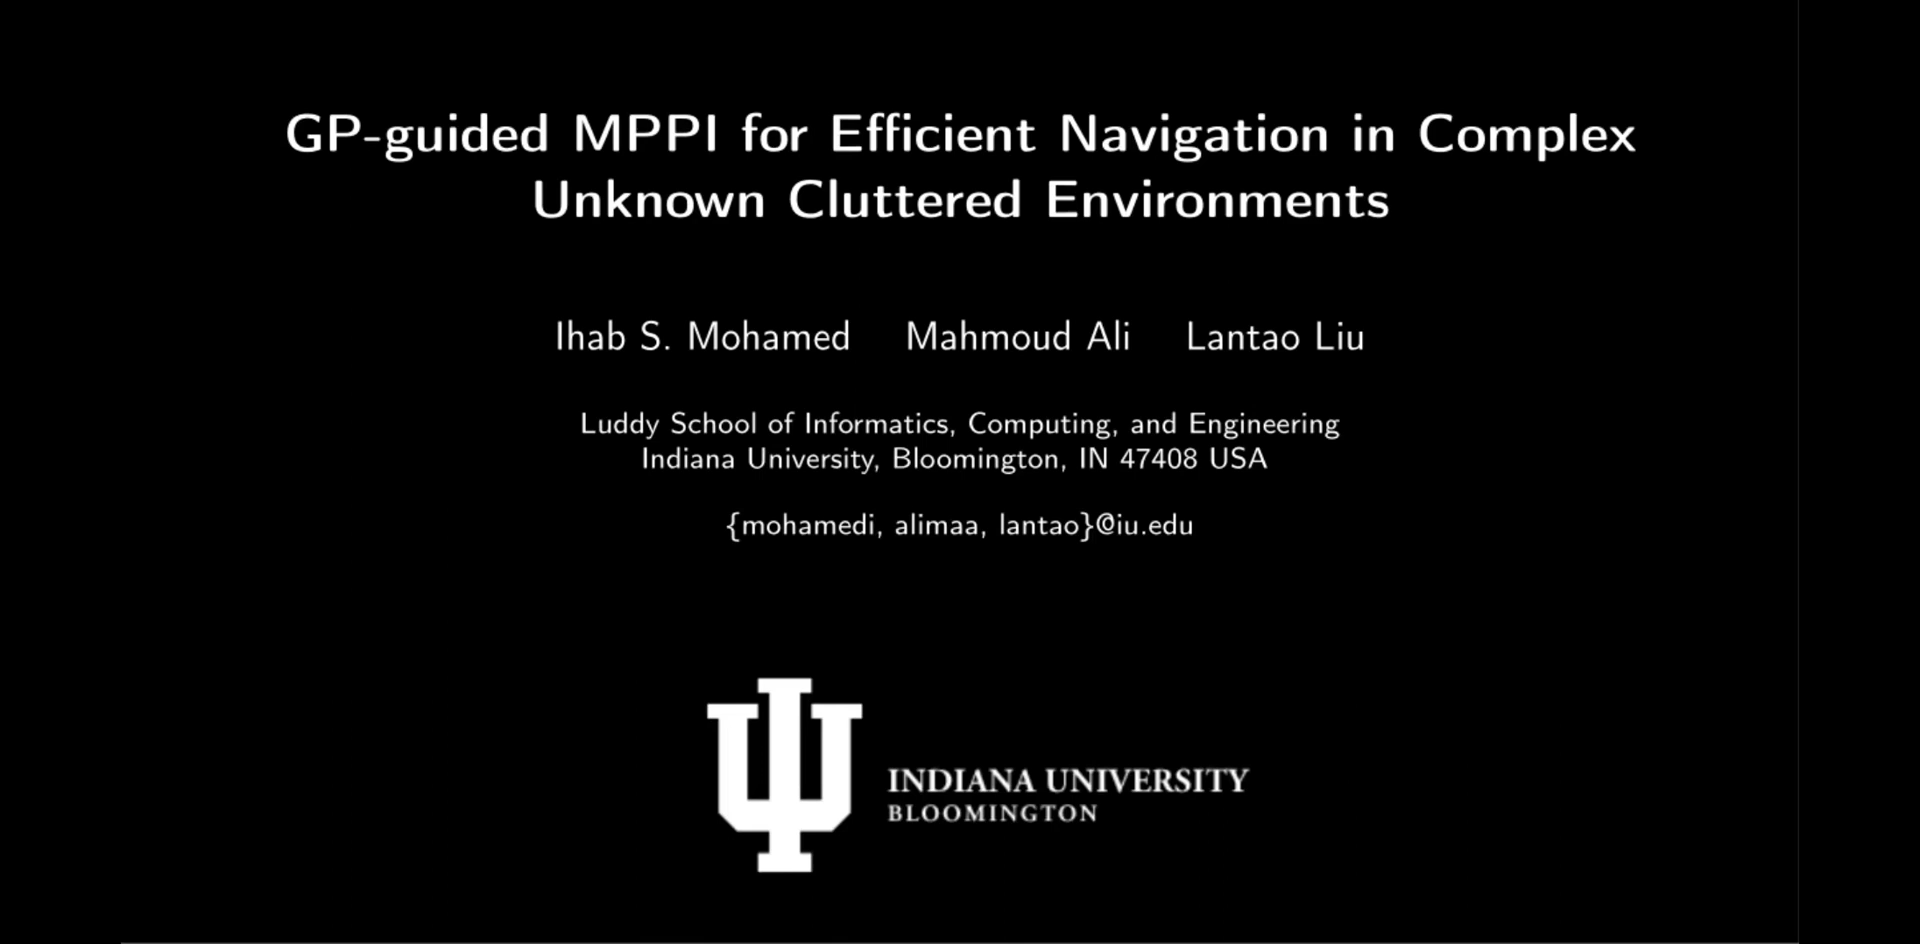 GP-guided MPPI for Efficient Navigation in Complex
Unknown Cluttered Environments
Ihab S. Mohamed Mahmoud Ali Lantao Liu
Luddy School of Informatics, Computing, and Engineering
Indiana University, Bloomington, IN 47408 USA
{mohamedi, alimaa, lantao}@iu.edu
INDIANA UNIVERSITY
BLOOMINGTON